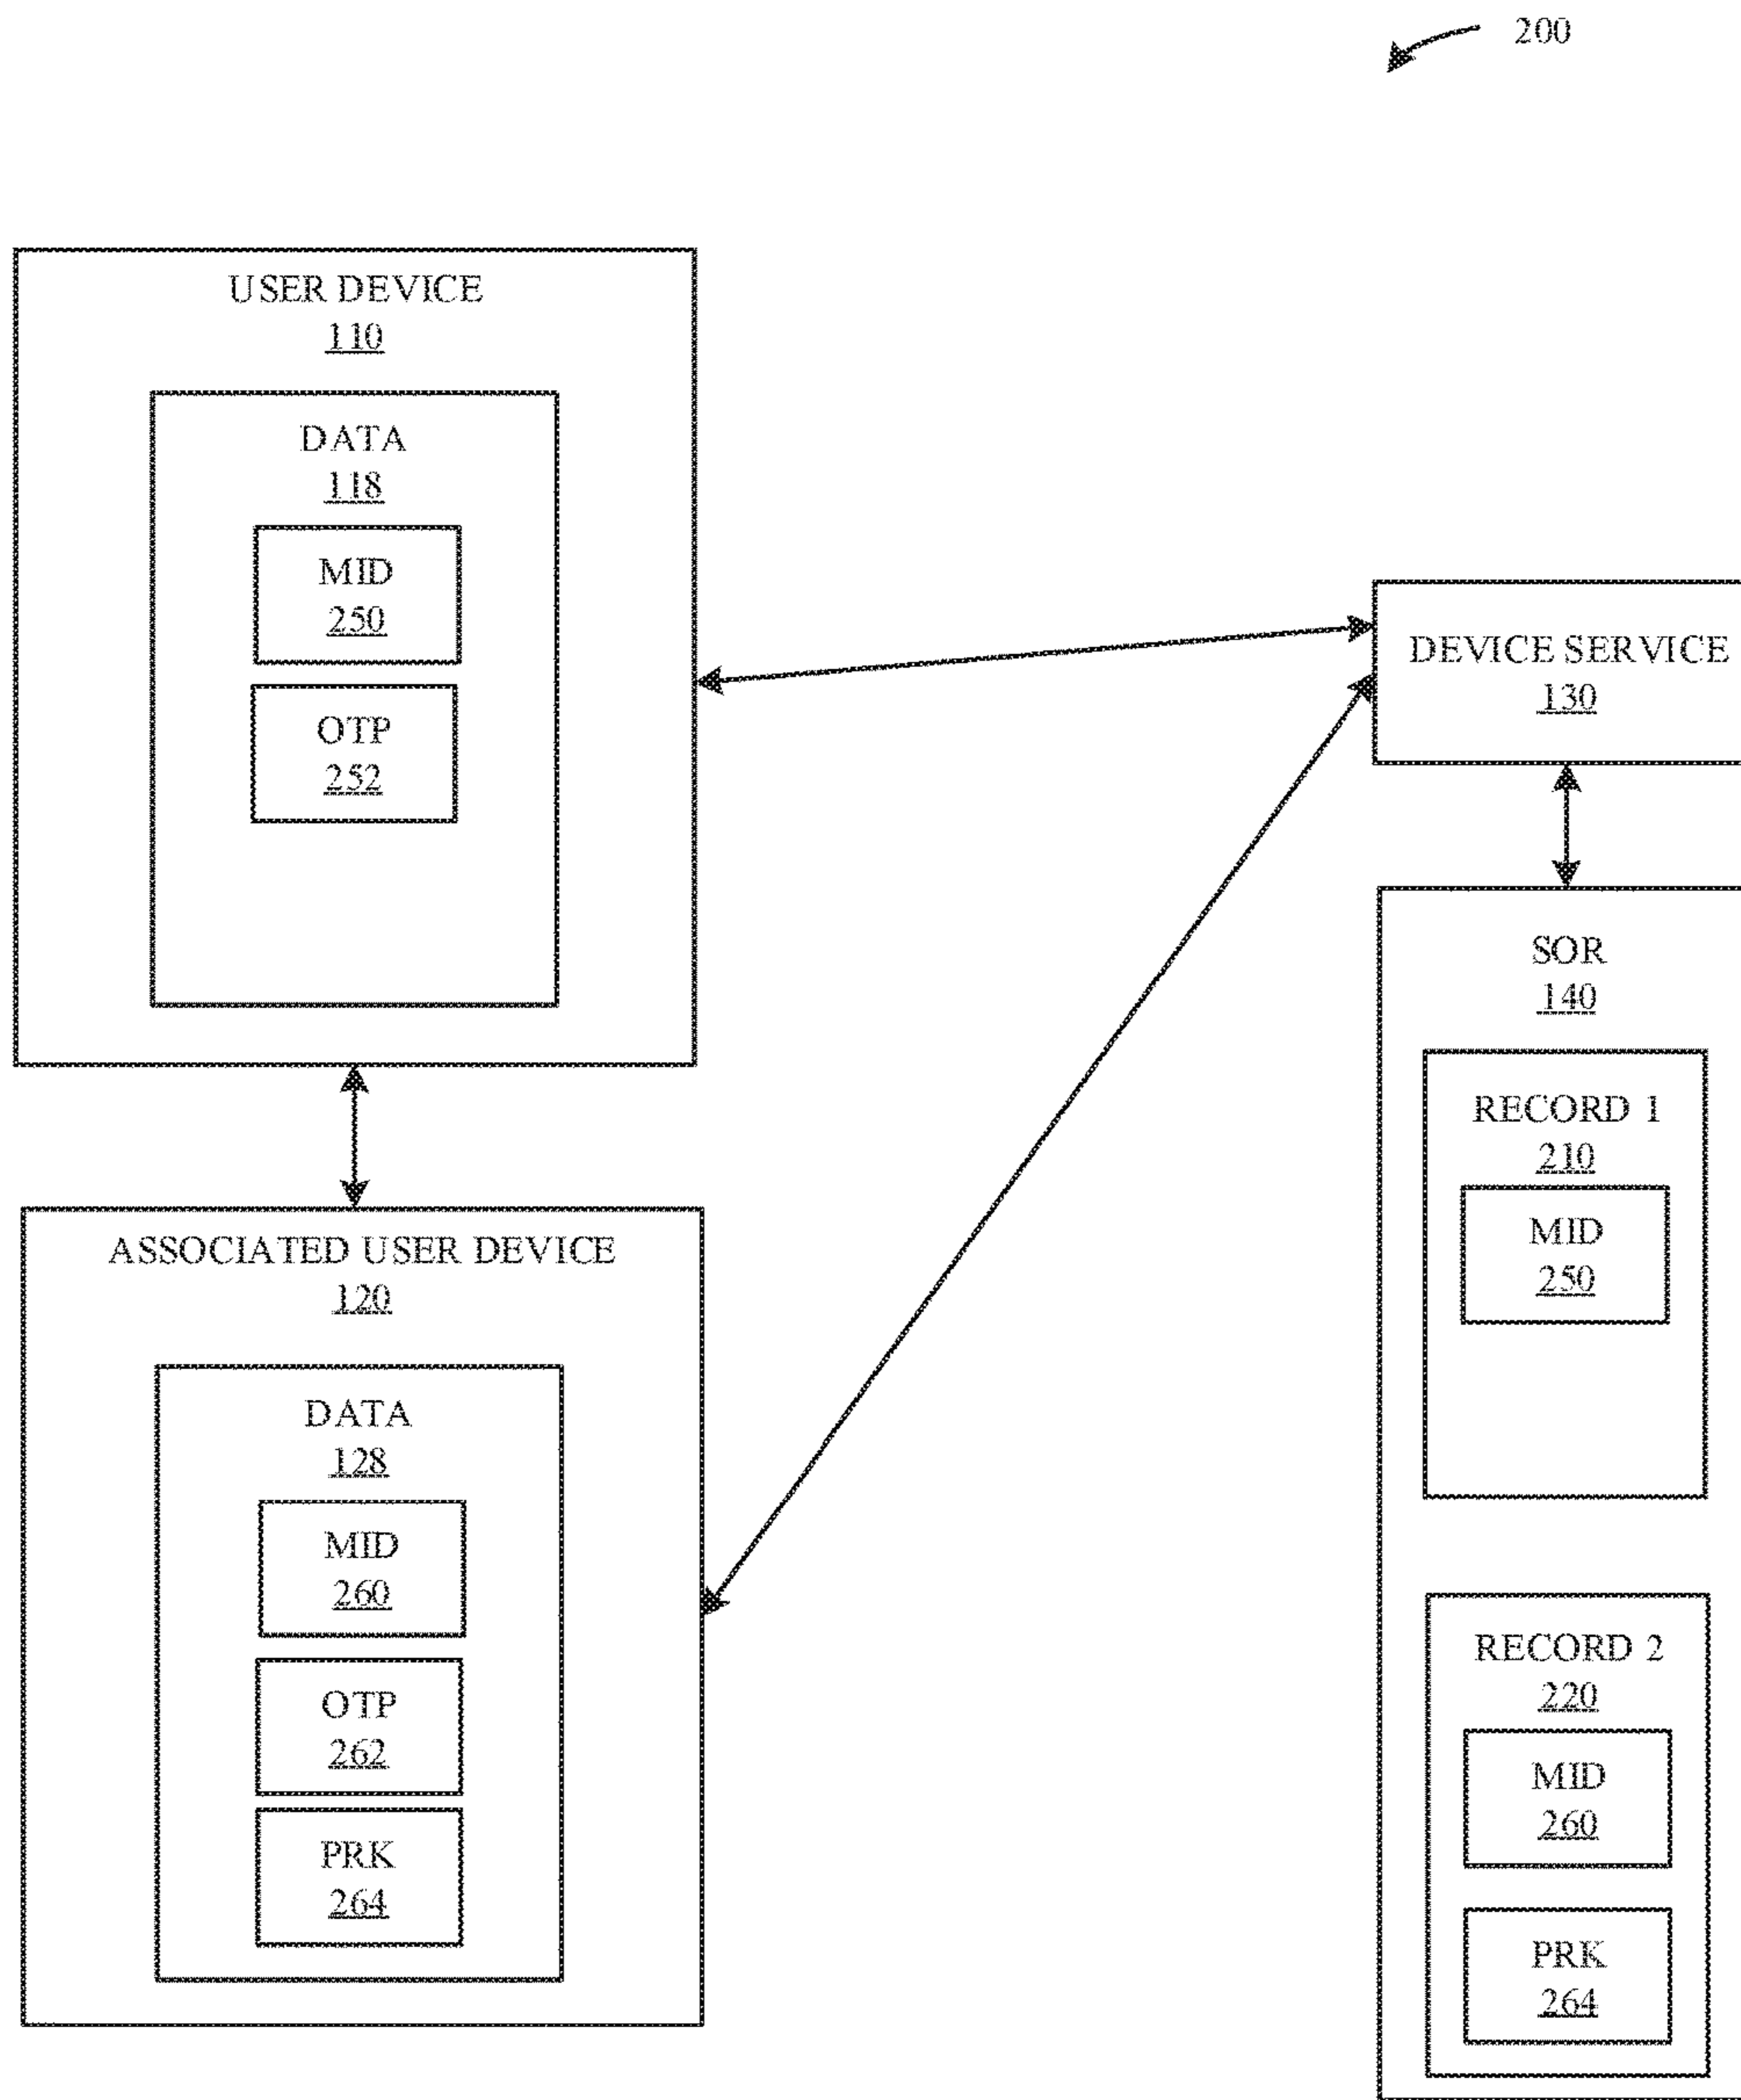 200
USER DEVICE
110
DATA
118
MID
250
OTP
252
DEVICE SERVICE
130
ASSOCIATED USER DEVICE
120
DATA
128
MID
260
OTP
262
PRK
264
SOR
140
RECORD 1
210
MID
250
RECORD 2
220
MID
260
PRK
264